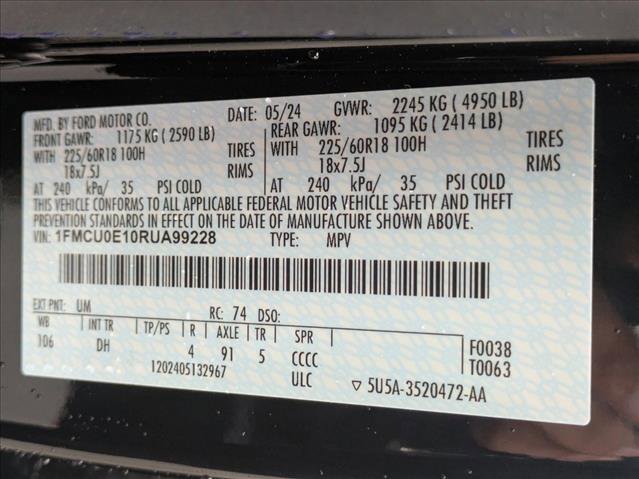 MFD. BY FORD MOTOR CO. DATE: 05/24 GVWR: 2245 KG ( 4950 LB)
FRONT GAWR: 1175 KG ( 2590 LB) REAR GAWR: 1095 KG ( 2414 LB)
WITH 225/60R18 100H TIRES WITH 225/60R18 100H TIRES
18x7.5J RIMS 18x7.5J RIMS
AT 240 kPa/ 35 PSI COLD AT 240 kPa/ 35 PSI COLD
THIS VEHICLE CONFORMS TO ALL APPLICABLE FEDERAL MOTOR VEHICLE SAFETY AND THEFT
PREVENTION STANDARDS IN EFFECT ON THE DATE OF MANUFACTURE SHOWN ABOVE.
VIN: 1FMCU0E10RUA99228 TYPE: MPV
EXT PNT: UM RC: 74 DSO:
WB INT TR TP/PS R AXLE TR SPR F0038
106 DH 4 91 5 CCCC T0063
1202405132967 ULC ▽ 5U5A-3520472-AA